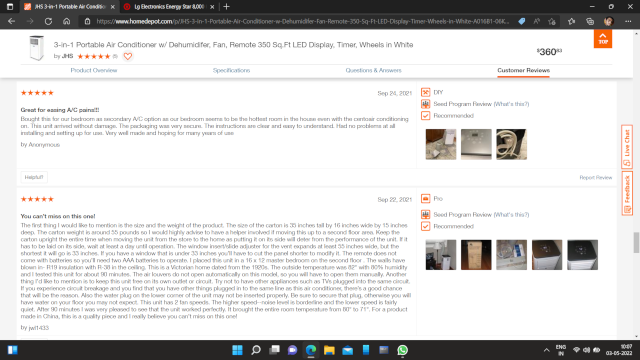 JHS 3-in-1 Portable Air Conditio
Lg Electronics Energy Star 8,000
https://www.homedepot.com/p/JHS-3-in-1-Portable-Air-Conditioner-w-Dehumidifer-Fan-Remote-350-Sq-Ft-LED-Display-Timer-Wheels-in-White-A016B1-06K...
3-in-1 Portable Air Conditioner w/ Dehumidifer, Fan, Remote 350 Sq.Ft LED Display, Timer, Wheels in White
by JHS (5)
$360.83
TOP
Product Overview
Specifications
Questions & Answers
Customer Reviews
Sep 24, 2021
Great for easing A/C pains!!!
Bought this for our bedroom as secondary A/C option as our bedroom seems to be the hottest room in the house even with the centoair conditioning
on. This unit arrived without damage. The packaging was very secure. The instructions are clear and easy to understand. Had no problems at all
installing and setting up for use. Very well made and hoping for many years of use
by Anonymous
DIY
Seed Program Review (What's this?)
Recommended
Helpful?
Report Review
Sep 22, 2021
You can't miss on this one!
The first thing I would like to mention is the size and the weight of the product. The size of the carton is 35 inches tall by 16 inches wide by 15 inches
deep. The carton weight is around 55 pounds so I would highly advise to have a helper involved if moving this up to a second floor area. Keep the
carton upright the entire time when moving the unit from the store to the home as putting it on its side will deter from the performance of the unit. If it
has to be laid on its side, wait at least a day until operation. The window insert/slide adjuster for the vent expands at least 35 inches wide, but the
shortest it will go is 33 inches. If you have a window that is under 35 inches you'll have to cut the panel shorter to modify it. The remote does not
come with batteries so you'll need two AAA batteries to operate. I placed this unit in a 16 x 12 master bedroom on the second floor . The walls have
blown in- R19 insulation with R-38 in the ceiling. This is a Victorian home dated from the 1920s. The outside temperature was 82° with 80% humidity
and I tested this unit for about 90 minutes. The air louvers do not open automatically on this model, so you will have to open them manually. Another
thing I'd like to mention is to keep this unit free on its own outlet or circuit. Try not to have other appliances such as TVs plugged into the same circuit.
If you experience circuit breakage and you find that you have other things plugged in to the same line as this air conditioner, there's a good chance
that will be the reason. Also the water plug on the lower corner of the unit may not be inserted properly. Be sure to secure that plug, otherwise you will
have water on your floor you may not expect. This unit has 2 fan speeds. At higher speed--noise level is borderline and the lower speed is fairly
quiet. After 90 minutes I was very pleased to see that the unit worked perfectly. It brought the entire room temperature from 80° to 71°. For a product
made in China, this is a quality piece and I really believe you can't miss on this one!
by jwl1433
Pro
Seed Program Review (What's this?)
Recommended
Live Chat
Feedback
ENG
IN
10:07
03-05-2022